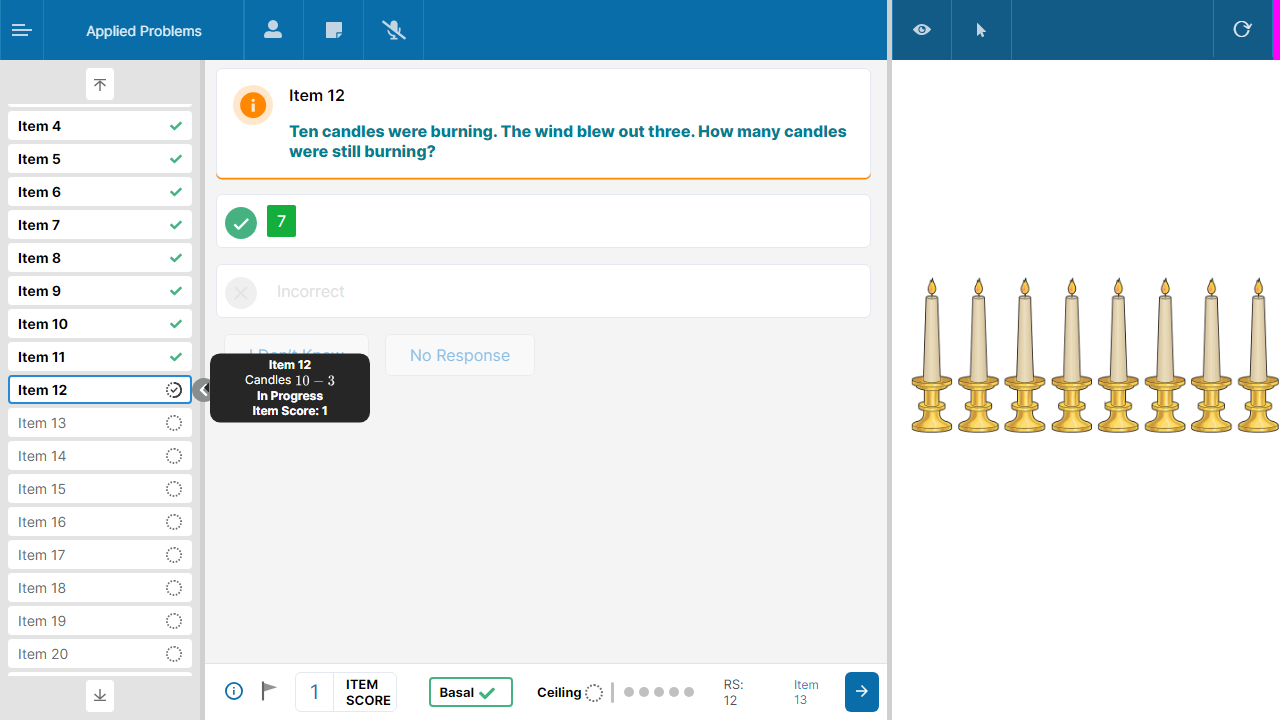 Applied Problems
Item 4
Item 5
Item 6
Item 7
Item 8
Item 9
Item 10
Item 11
Item 12
Item 13
Item 14
Item 15
Item 16
Item 17
Item 18
Item 19
Item 20
Item 12
Ten candles were burning. The wind blew out three. How many candles
were still burning?
7
Incorrect
I Don't Know
No Response
Item 12
Candles 10 − 3
In Progress
Item Score: 1
1
ITEM
SCORE
Basal
Ceiling
RS:
12
Item
13